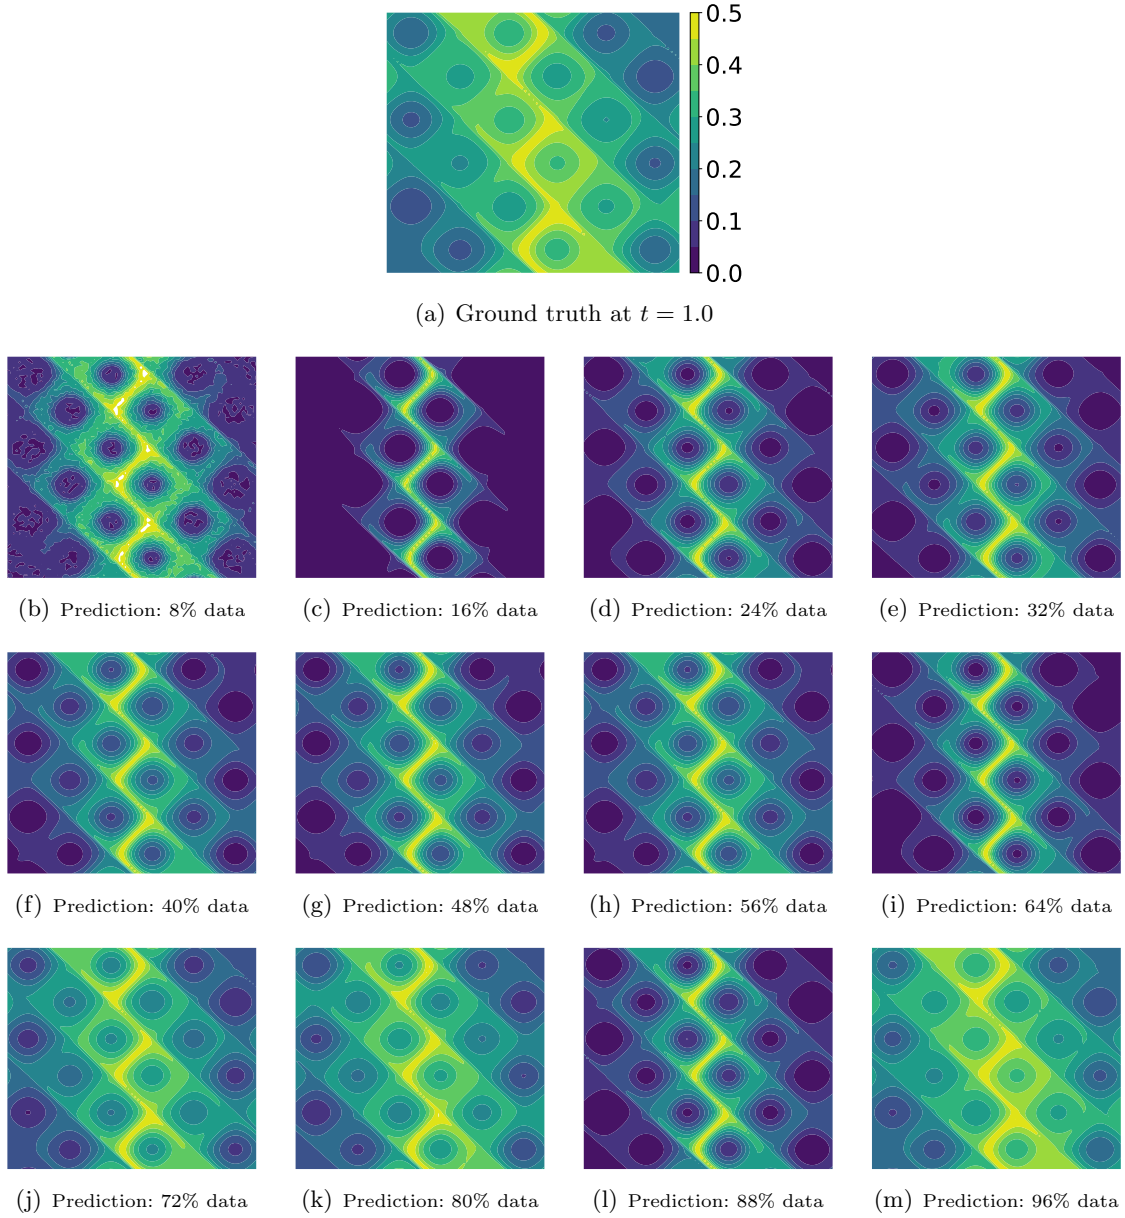 0.5
0.4
0.3
0.2
0.1
0.0
(a) Ground truth at t = 1.0
(b) Prediction: 8% data
(c) Prediction: 16% data
(d) Prediction: 24% data
(e) Prediction: 32% data
(f) Prediction: 40% data
(g) Prediction: 48% data
(h) Prediction: 56% data
(i) Prediction: 64% data
(j) Prediction: 72% data
(k) Prediction: 80% data
(l) Prediction: 88% data
(m) Prediction: 96% data